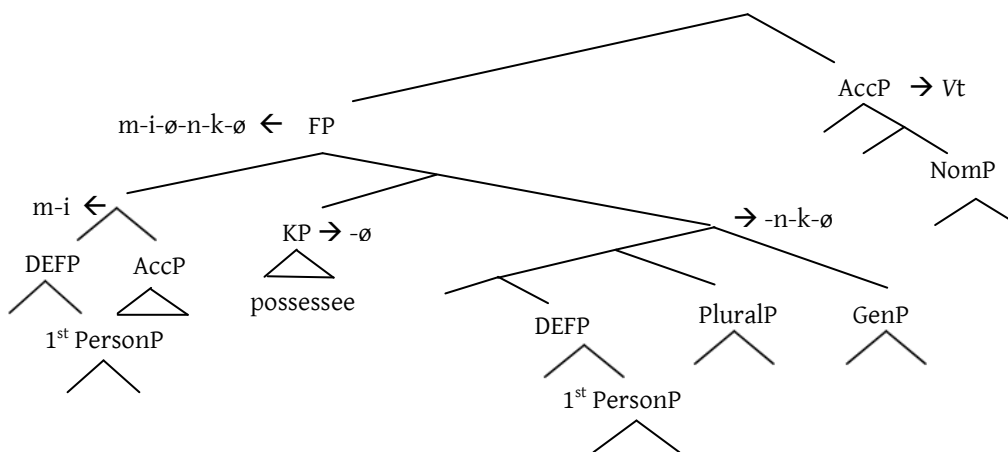 AccP → Vt
m-i-ø-n-k-ø ← FP
NomP
m-i ←
→ -n-k-ø
KP → -ø
DEFP AccP
possessee
DEFP PluralP GenP
1st PersonP
1st PersonP